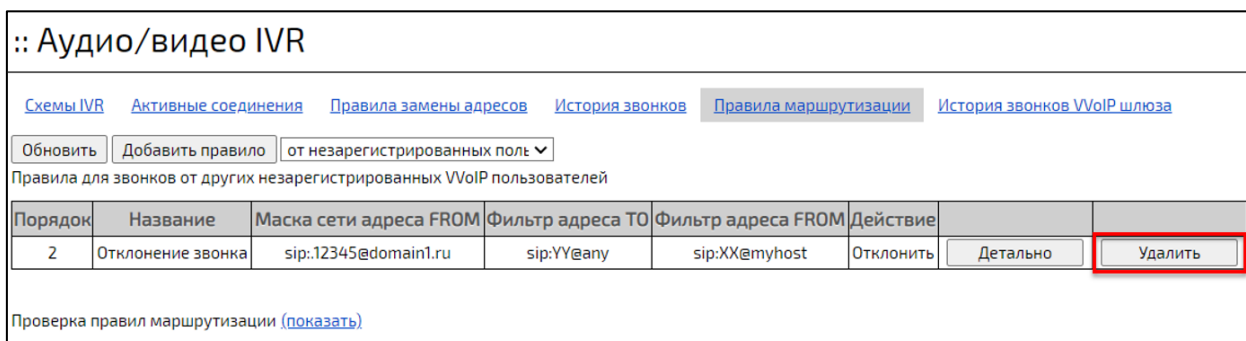 :: Аудио/видео IVR
Схемы IVR Активные соединения Правила замены адресов История звонков Правила маршрутизации История звонков VVoIP шлюза
Обновить Добавить правило от незарегистрированных поль
Правила для звонков от других незарегистрированных VVoIP пользователей
Порядок Название Маска сети адреса FROM Фильтр адреса TO Фильтр адреса FROM Действие
2 Отклонение звонка sip:.12345@domain1.ru sip:YY@any sip:XX@myhost Отклонить Детально Удалить
Проверка правил маршрутизации (показать)